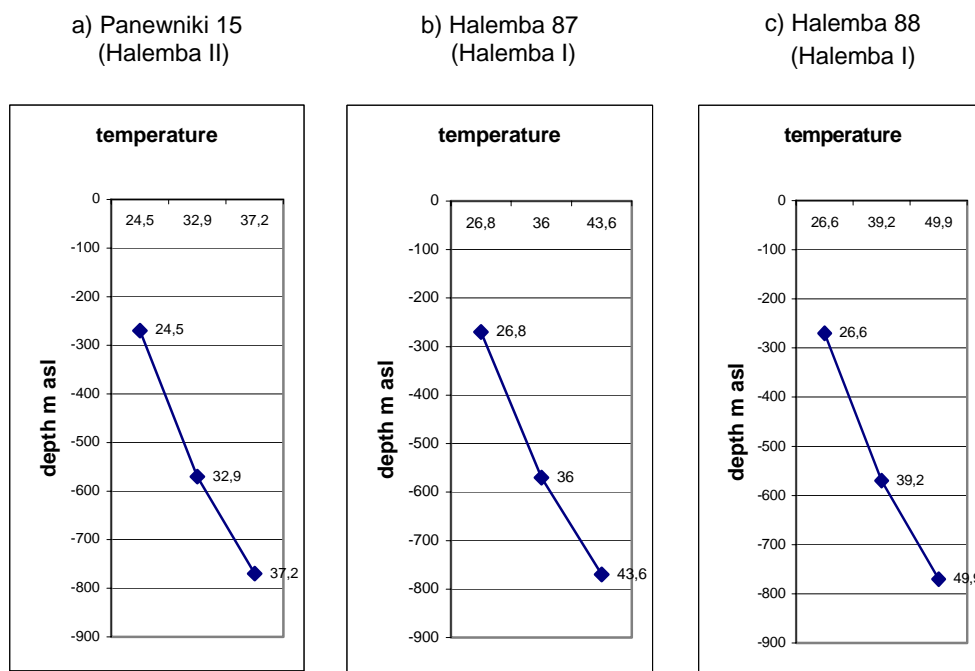 a) Panewniki 15
(Halemba II)
temperature
depth m asl
0
-100
-200
-300
-400
-500
-600
-700
-800
-900
24,5 32,9 37,2
24,5
32,9
37,2
b) Halemba 87
(Halemba I)
temperature
depth m asl
0
-100
-200
-300
-400
-500
-600
-700
-800
-900
26,8 36 43,6
26,8
36
43,6
c) Halemba 88
(Halemba I)
temperature
depth m asl
0
-100
-200
-300
-400
-500
-600
-700
-800
-900
26,6 39,2 49,9
26,6
39,2
49,9